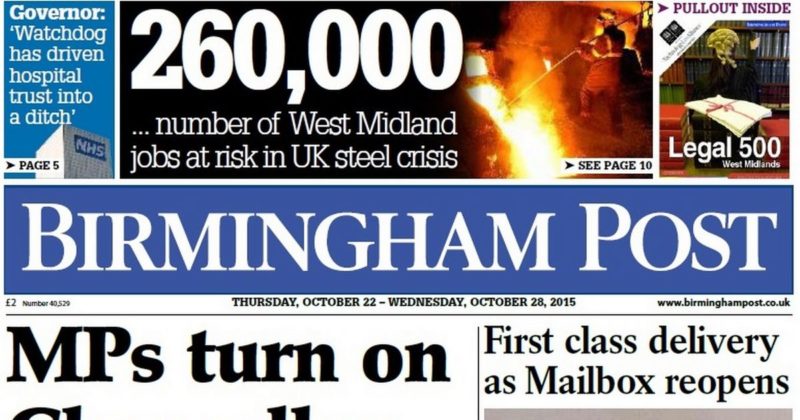 Governor:
'Watchdog
has driven
hospital
trust into
a ditch'
NHS
➤ PAGE 5
260,000
... number of West Midland
jobs at risk in UK steel crisis
➤ SEE PAGE 10
➤ PULLOUT INSIDE
BIRMINGHAM POST
Legal 500
West Midlands
BIRMINGHAM POST
£2 Number 40,529
THURSDAY, OCTOBER 22 – WEDNESDAY, OCTOBER 28, 2015
www.birminghampost.co.uk
MPs turn on
First class delivery
as Mailbox reopens